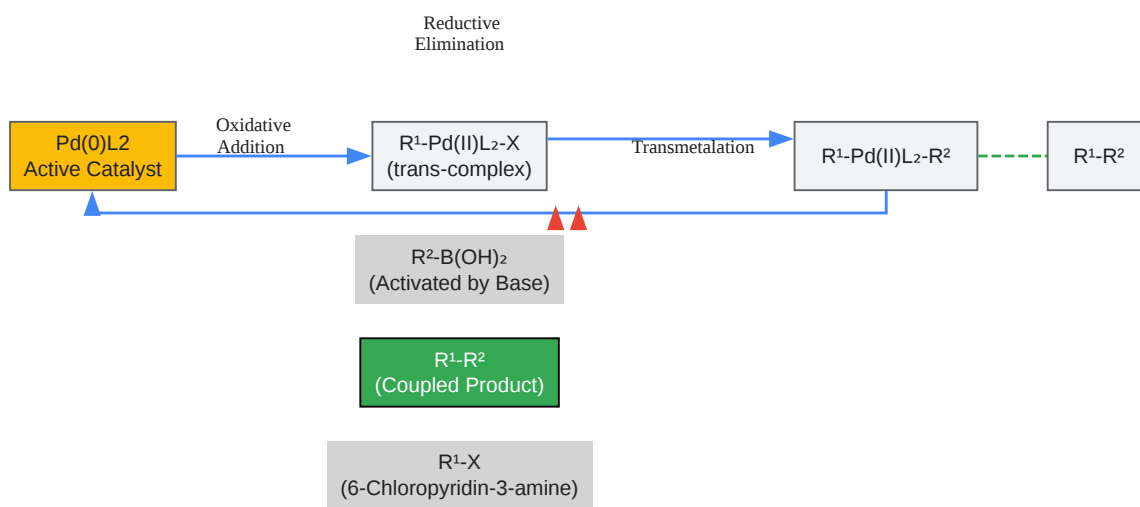 Reductive
Elimination
Pd(0)L2
Active Catalyst
Oxidative
Addition
R¹-Pd(II)L₂-X
(trans-complex)
Transmetalation
R¹-Pd(II)L₂-R²
R¹-R²
R²-B(OH)₂
(Activated by Base)
R¹-R²
(Coupled Product)
R¹-X
(6-Chloropyridin-3-amine)